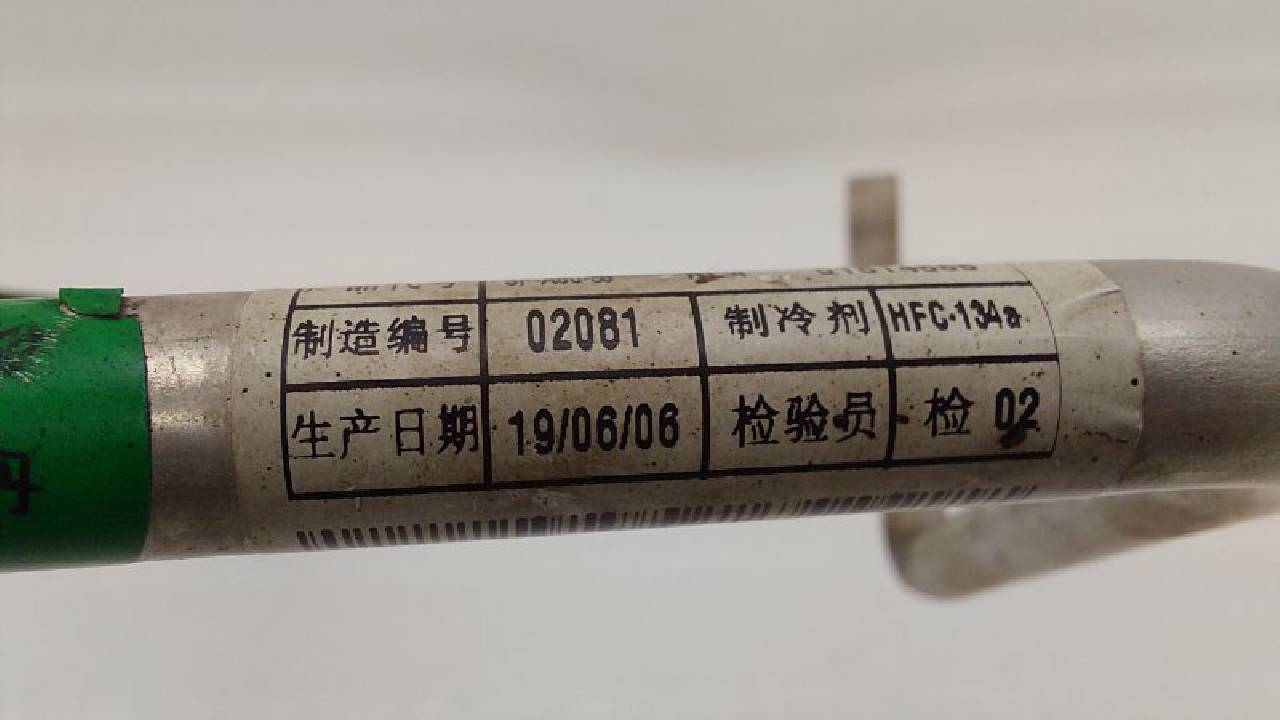 制造编号 02081 制冷剂 HFC-134a
生产日期 19/06/06 检验员 检 02